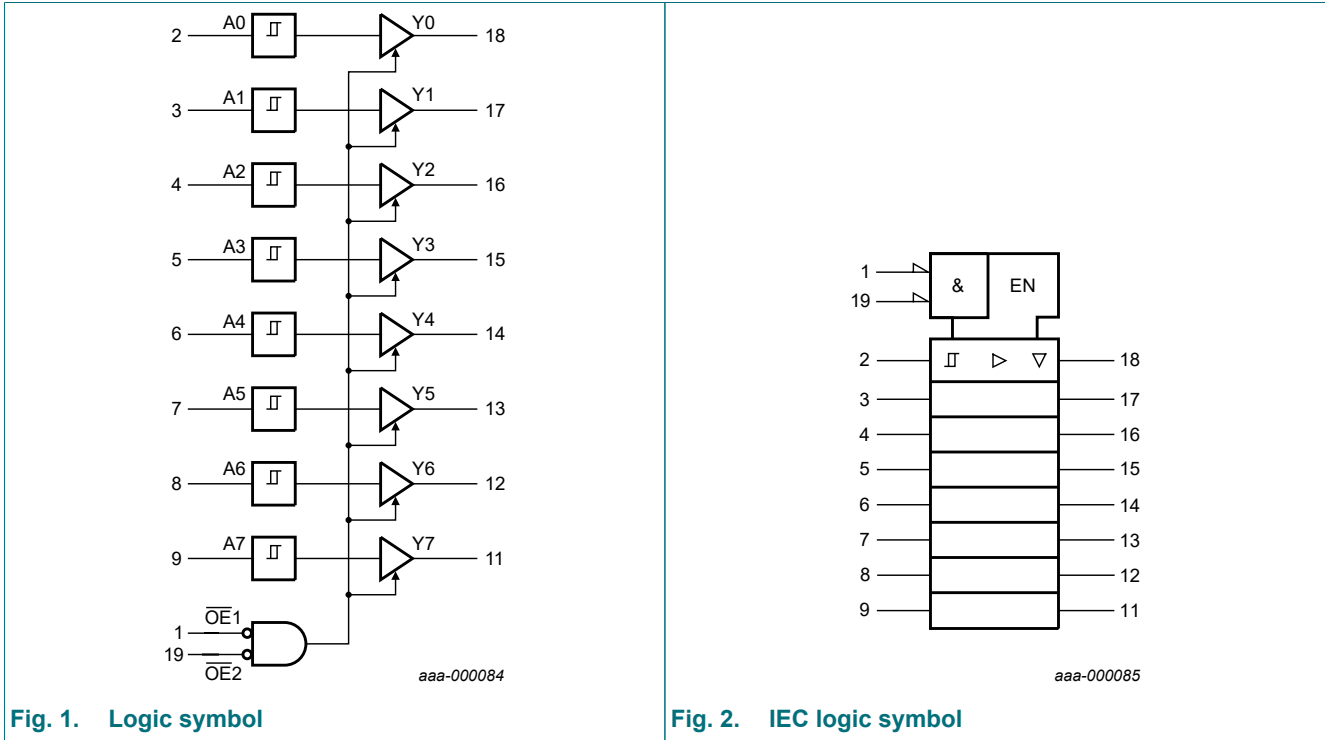 A0 Y0
2 18
A1 Y1
3 17
A2 Y2
4 16
A3 Y3
5 15
A4 Y4
6 14
A5 Y5
7 13
A6 Y6
8 12
A7 Y7
9 11
OE1
1
19
OE2
aaa-000084
Fig. 1. Logic symbol
1 & EN
19
2 18
3 17
4 16
5 15
6 14
7 13
8 12
9 11
aaa-000085
Fig. 2. IEC logic symbol